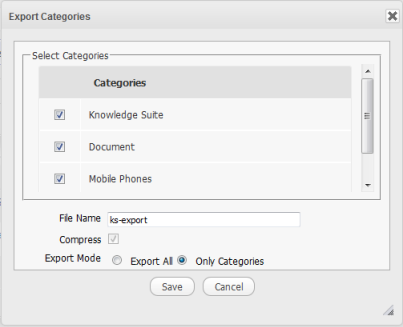 Export Categories
Select Categories
Categories
Knowledge Suite
Document
Mobile Phones
File Name ks-export
Compress
Export Mode Export All Only Categories
Save Cancel